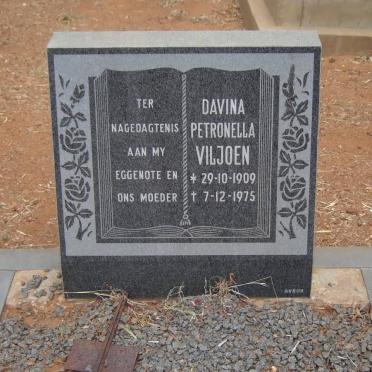 TER
NAGEDAGTENIS
AAN MY
EGGENOTE EN
ONS MOEDER
DAVINA
PETRONELLA
VILJOEN
* 29-10-1909
† 7-12-1975